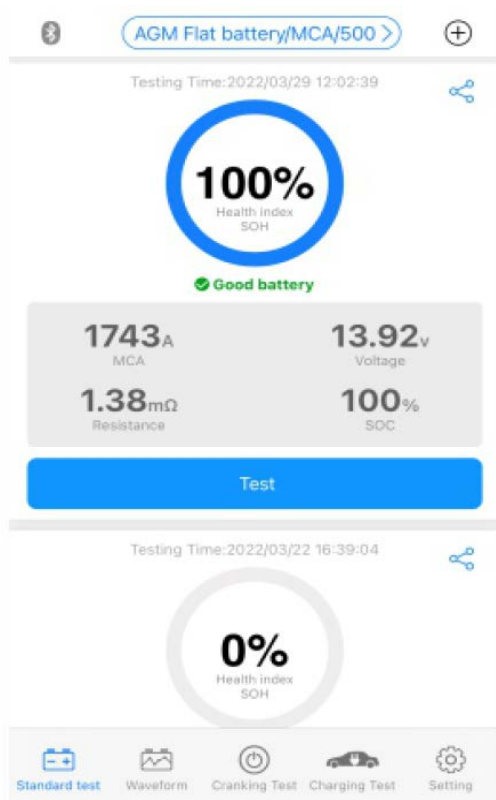 AGM Flat battery/MCA/500 >
Testing Time:2022/03/29 12:02:39
100%
Health index
SOH
Good battery
1743A 13.92v
MCA Voltage
1.38mΩ 100%
Resistance SOC
Test
Testing Time:2022/03/22 16:39:04
0%
Health index
SOH
Standard test Waveform Cranking Test Charging Test Setting